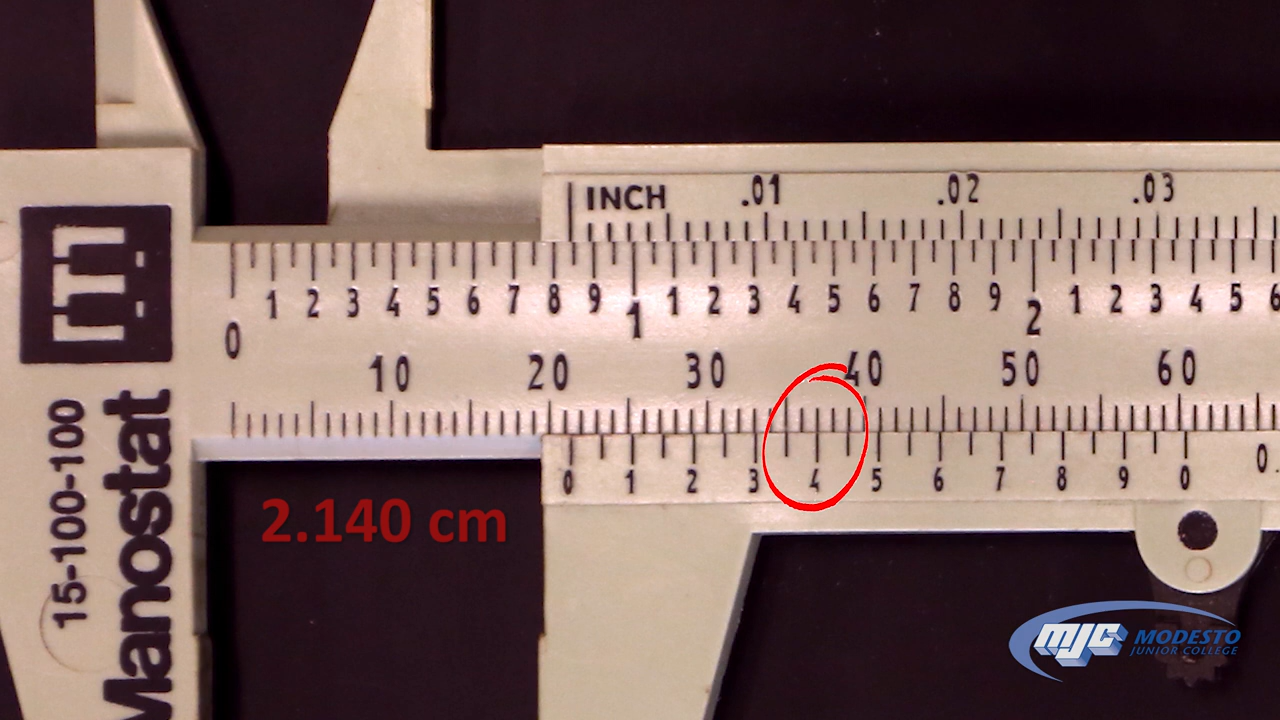 INCH .01 .02 .03
1 2 3 4 5 6 7 8 9 1 2 3 4 5 6 7 8 9 1 2 3 4 5 6
0 1 2
10 20 30 40 50 60
0 1 2 3 4 5 6 7 8 9 0 0.
2.140 cm
15-100-100
Manostat
MJC MODESTO
JUNIOR COLLEGE